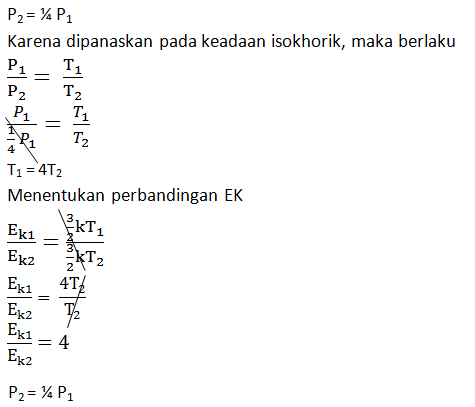 P₂ = ¼ P₁
Karena dipanaskan pada keadaan isokhorik, maka berlaku
P₁/P₂ = T₁/T₂
P₁/(1/4 P₁) = T₁/T₂
T₁ = 4T₂
Menentukan perbandingan EK
Eₖ₁/Eₖ₂ = (3/2 kT₁)/(3/2 kT₂)
Eₖ₁/Eₖ₂ = 4T₂/T₂
Eₖ₁/Eₖ₂ = 4
P₂ = ¼ P₁